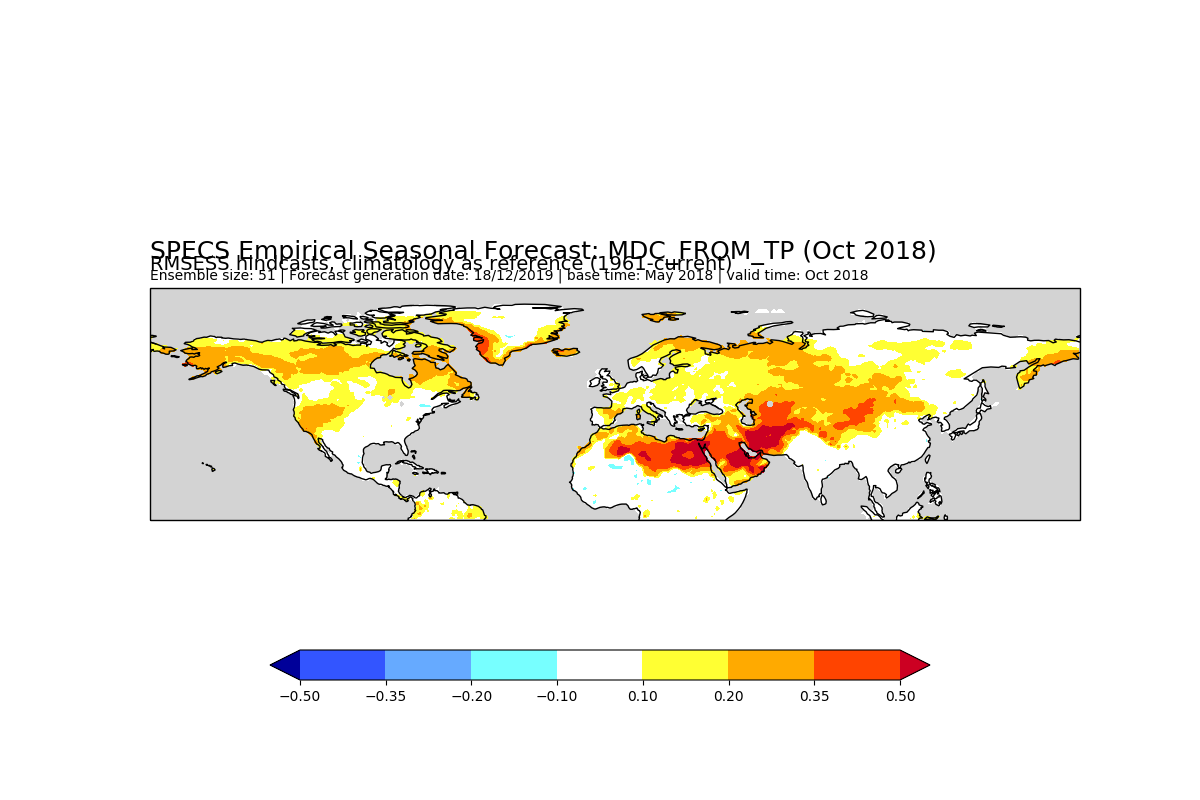 SPECS Empirical Seasonal Forecast: MDC_FROM_TP (Oct 2018)
RMSESS hindcasts, climatology as reference (1961-current)
Ensemble size: 51 | Forecast generation date: 18/12/2019 | base time: May 2018 | valid time: Oct 2018
−0.50 −0.35 −0.20 −0.10 0.10 0.20 0.35 0.50